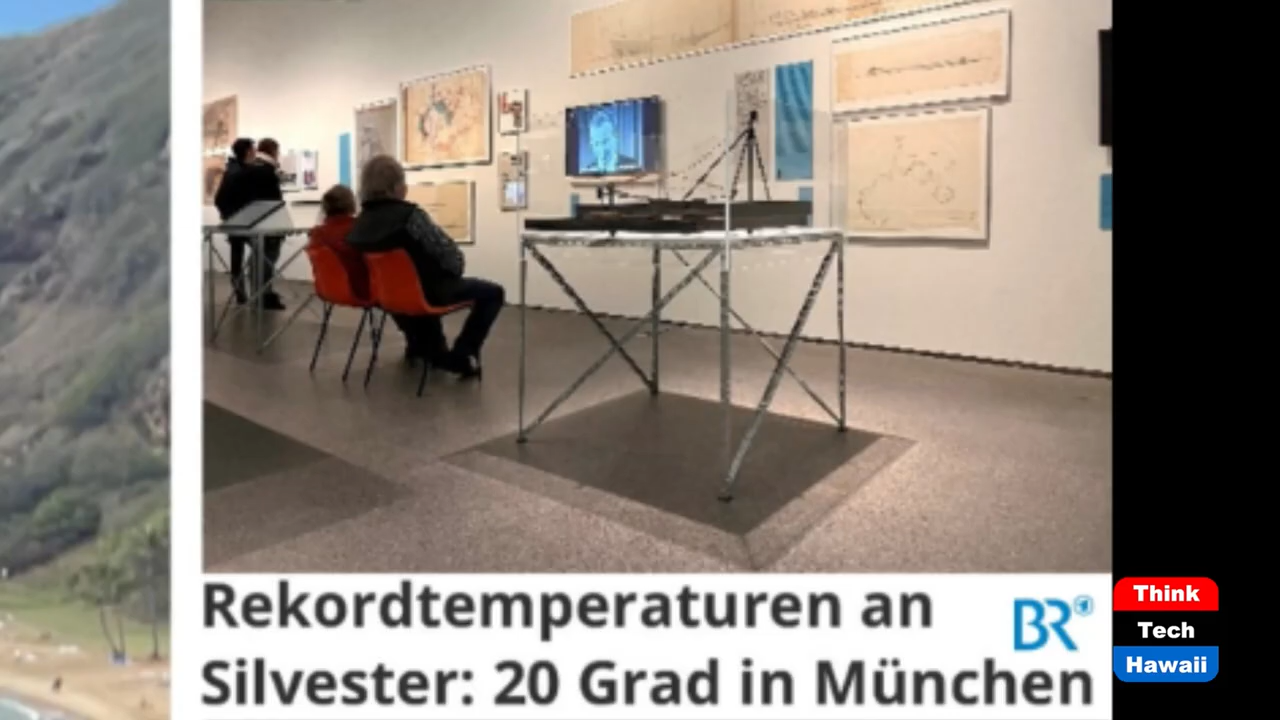 Rekordtemperaturen an
Silvester: 20 Grad in München
BR
Think
Tech
Hawaii